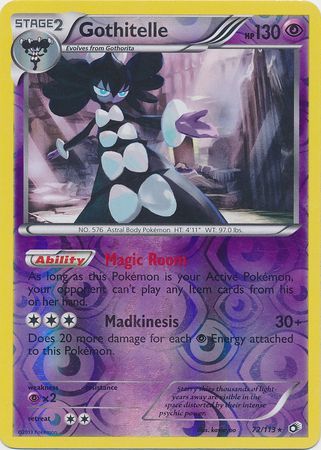 STAGE2
Gothitelle
HP130
Evolves from Gothorita
NO. 576 Astral Body Pokémon HT: 4'11" WT: 97.0 lbs.
Ability Magic Room
As long as this Pokémon is your Active Pokémon,
your opponent can't play any Item cards from his
or her hand.
Madkinesis 30+
Does 20 more damage for each Energy attached
to this Pokémon.
weakness resistance
×2
retreat
Starry skies thousands of light-
years away are visible in the
space distorted by their intense
psychic power.
©2013 Pokémon
72/113 ★